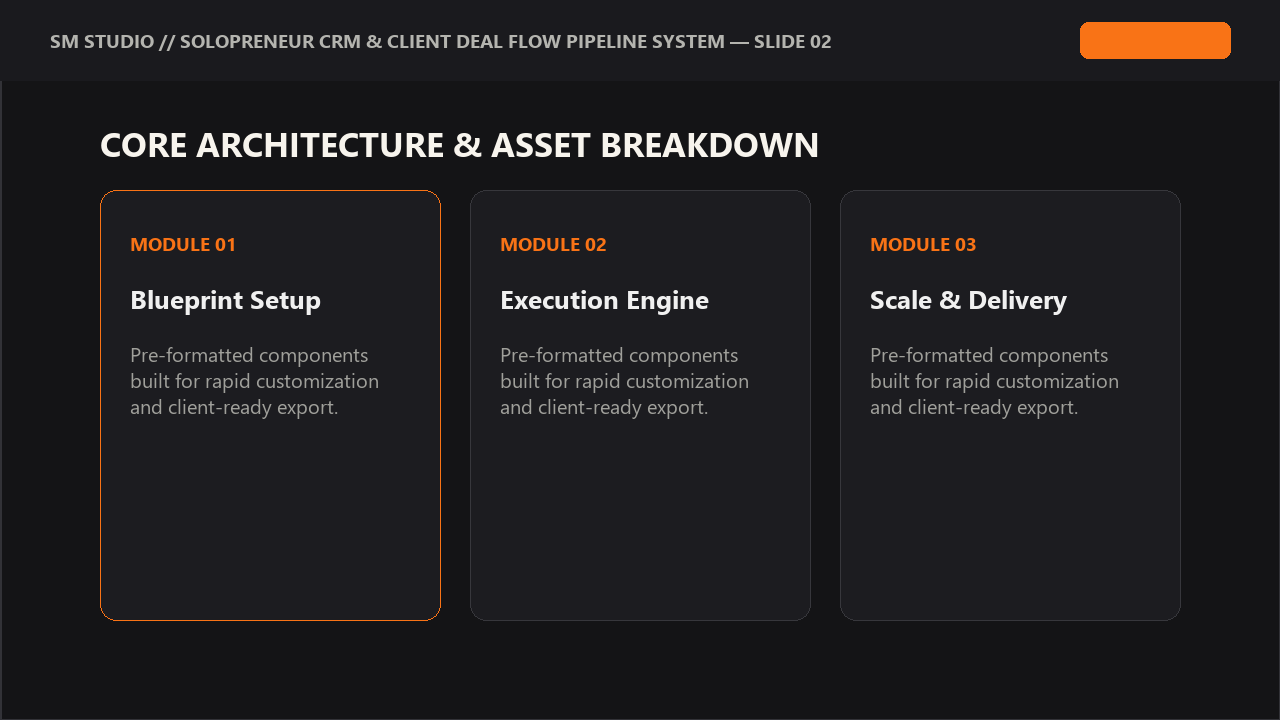 SM STUDIO // SOLOPRENEUR CRM & CLIENT DEAL FLOW PIPELINE SYSTEM — SLIDE 02
CORE ARCHITECTURE & ASSET BREAKDOWN
MODULE 01
Blueprint Setup
Pre-formatted components
built for rapid customization
and client-ready export.
MODULE 02
Execution Engine
Pre-formatted components
built for rapid customization
and client-ready export.
MODULE 03
Scale & Delivery
Pre-formatted components
built for rapid customization
and client-ready export.